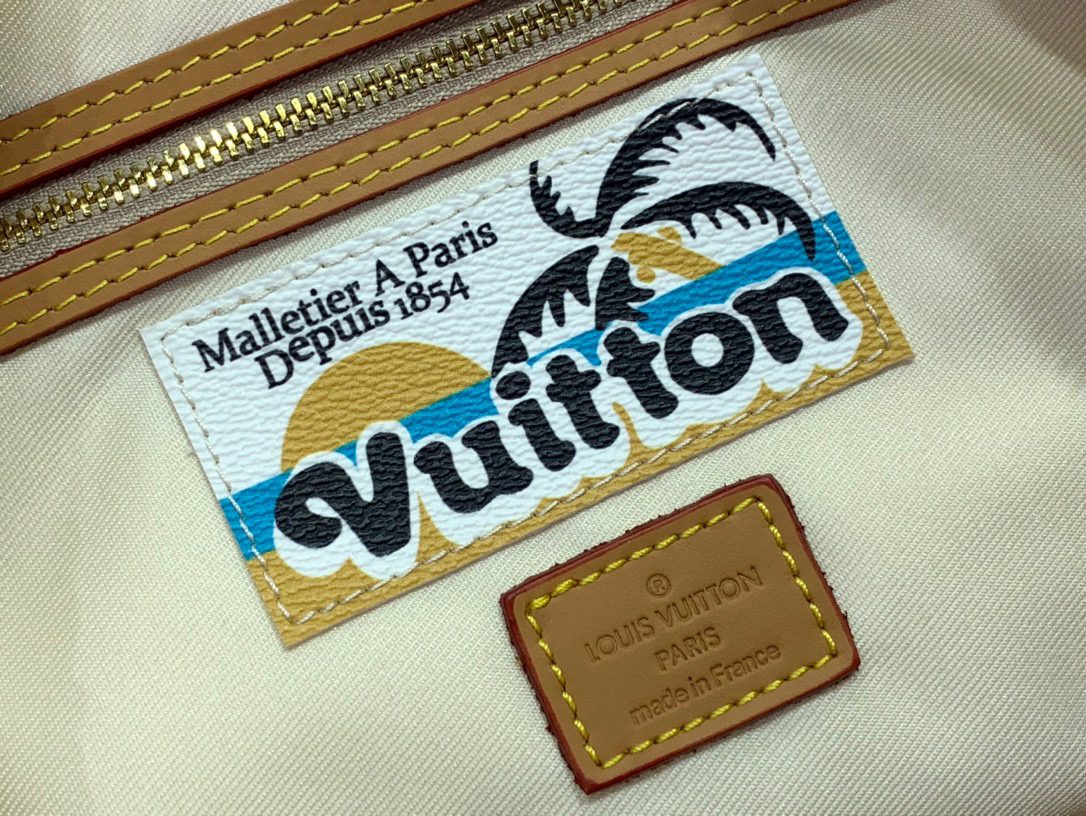 Malletier A Paris
Depuis 1854
Vuitton
®
LOUIS VUITTON
PARIS
made in France